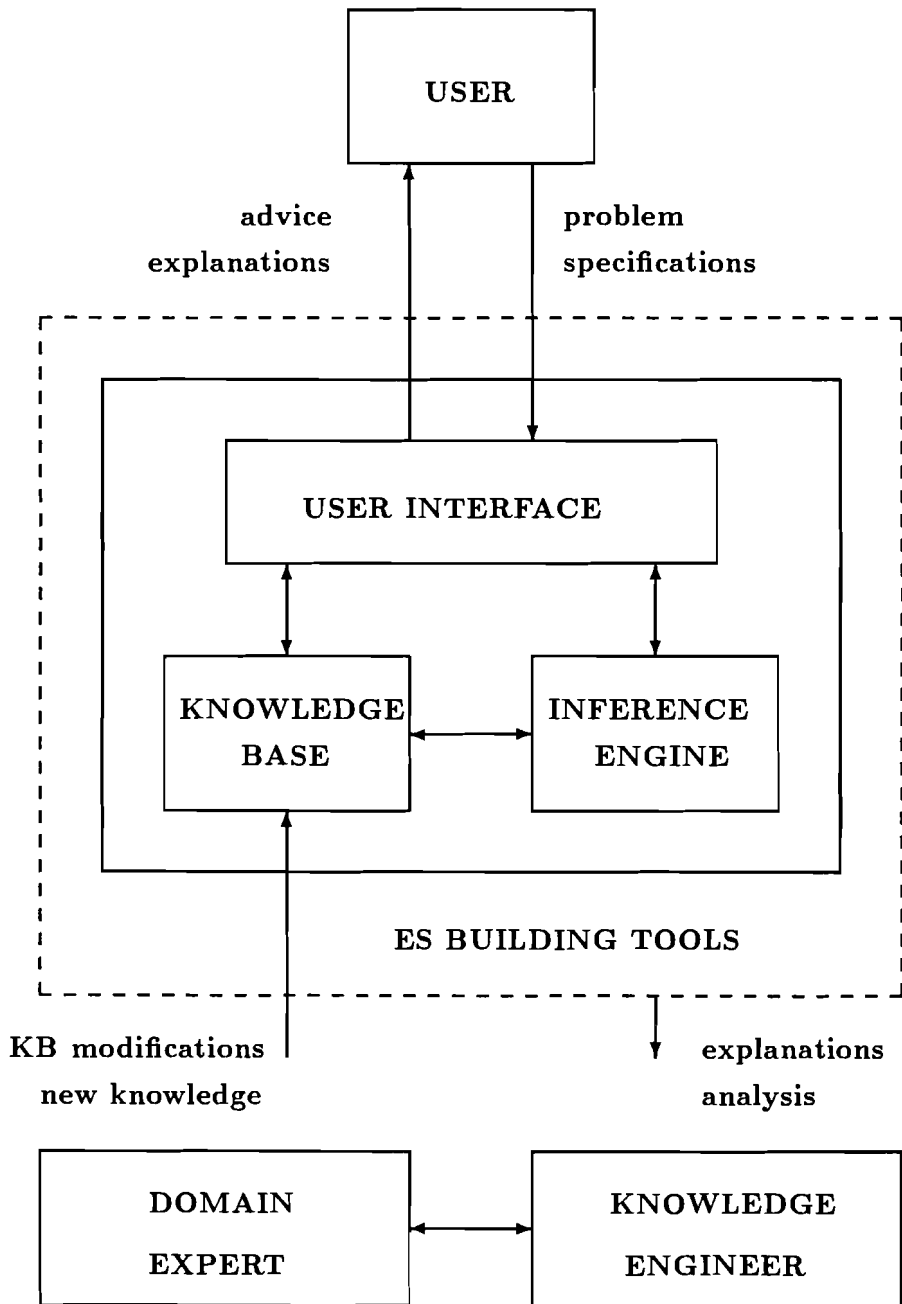 USER
advice
explanations
problem
specifications
USER INTERFACE
KNOWLEDGE
BASE
INFERENCE
ENGINE
ES BUILDING TOOLS
KB modifications
new knowledge
explanations
analysis
DOMAIN
EXPERT
KNOWLEDGE
ENGINEER